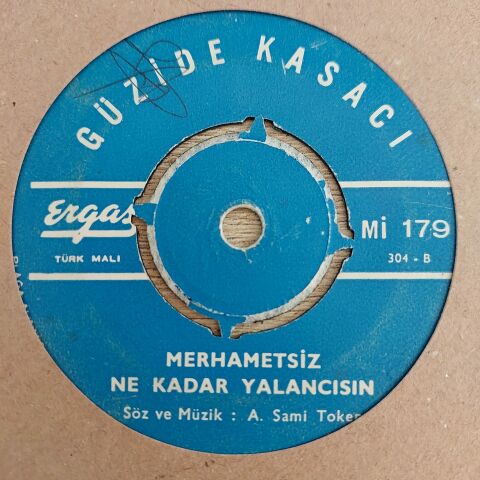 GÜZİDE KASACI
Ergas
TÜRK MALI
Mi 179
304 - B
MERHAMETSİZ
NE KADAR YALANCISIN
Söz ve Müzik : A. Sami Toker